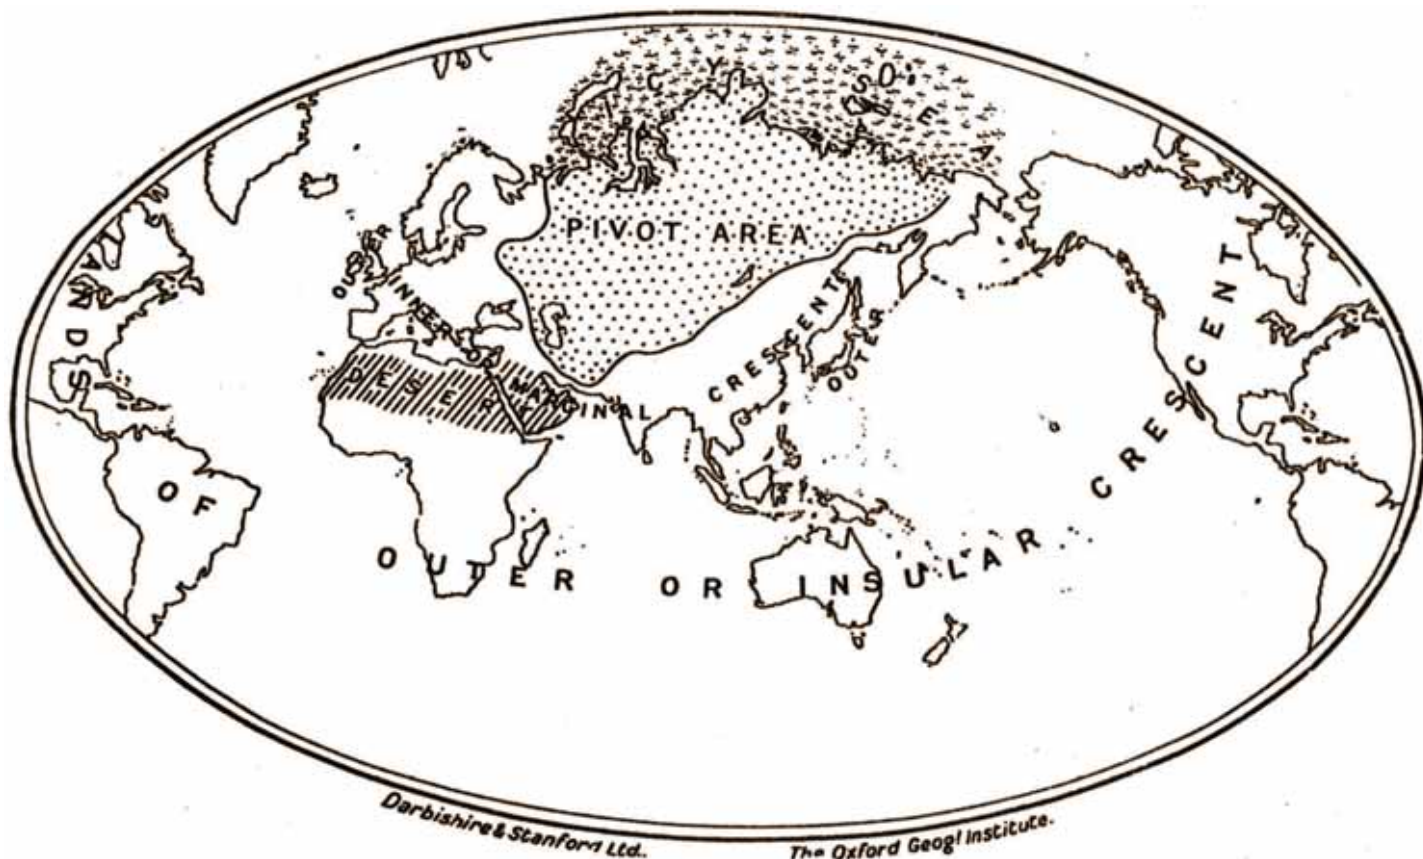 ICY SEA
PIVOT AREA
OUTER
INNER OR MARGINAL CRESCENT
OUTER
DESERT
LANDS OF OUTER OR INSULAR CRESCENT
Darbishire & Stanford Ltd..
The Oxford Geogl Institute.